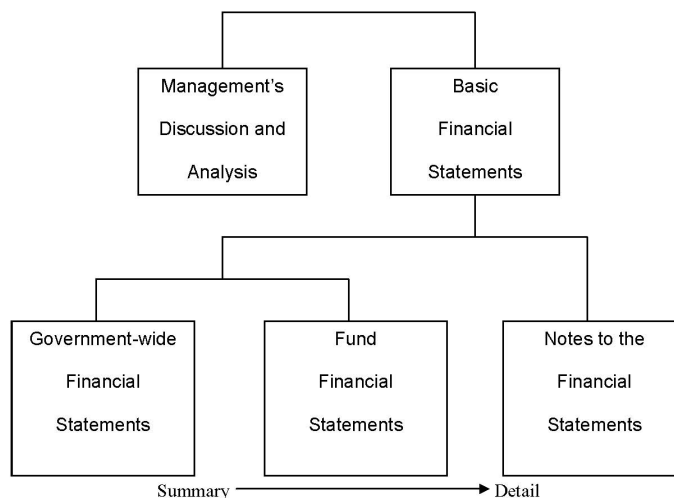 Management's
Discussion and
Analysis
Basic
Financial
Statements
Government-wide
Financial
Statements
Fund
Financial
Statements
Notes to the
Financial
Statements
Summary
Detail